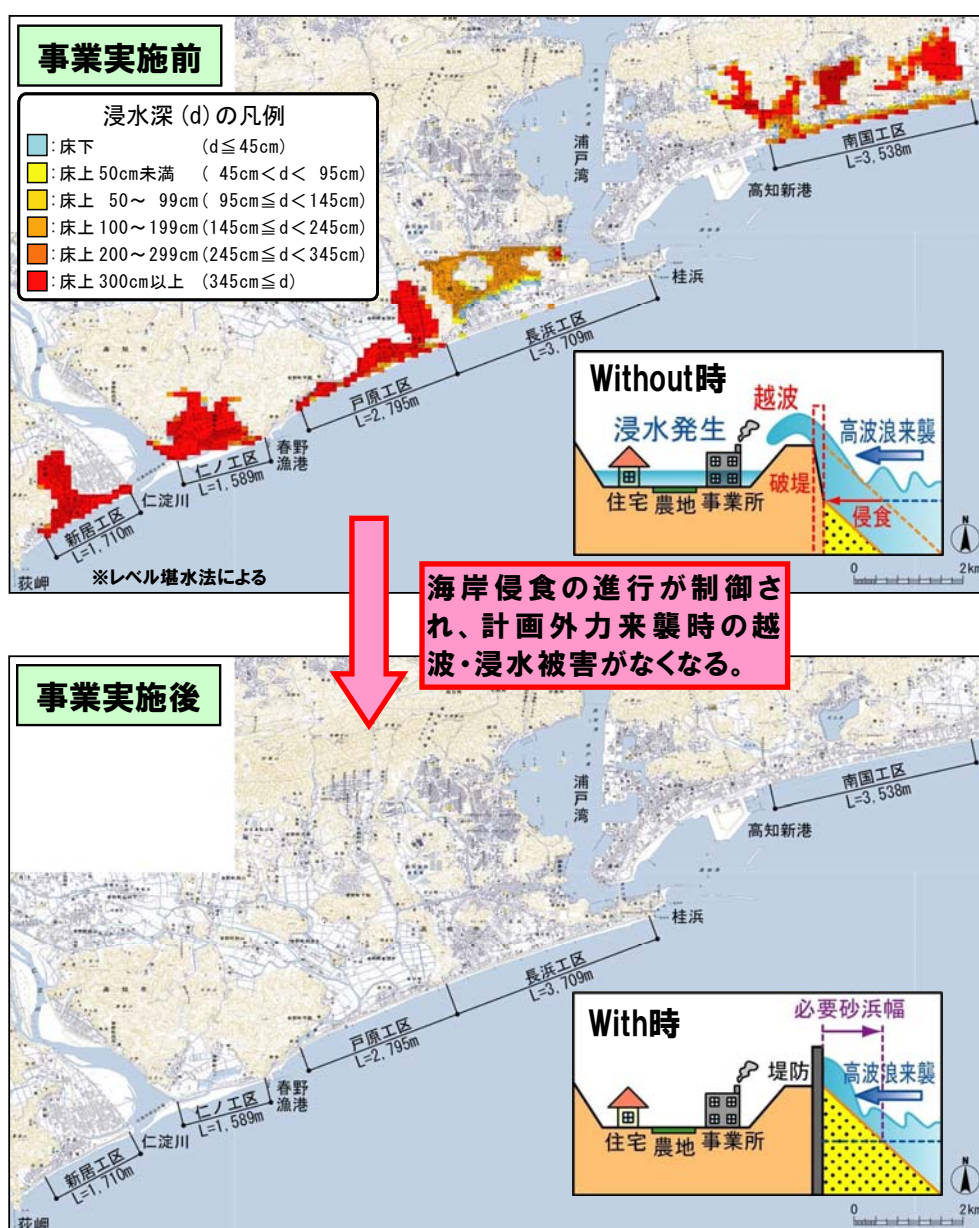 事業実施前
浸水深(d)の凡例
:床下 (d≦45cm)
:床上50cm未満 ( 45cm<d< 95cm)
:床上 50~ 99cm( 95cm≦d<145cm)
:床上100~199cm(145cm≦d<245cm)
:床上200~299cm(245cm≦d<345cm)
:床上300cm以上 (345cm≦d)
浦戸湾
南国工区
L=3,538m
高知新港
桂浜
長浜工区
L=3,709m
戸原工区
L=2,795m
春野
漁港
仁ノ工区
L=1,589m
仁淀川
新居工区
L=1,710m
荻岬
※レベル堪水法による
Without時
越波
浸水発生
高波浪来襲
破堤
侵食
住宅 農地 事業所
N
0 2km
海岸侵食の進行が制御さ
れ、計画外力来襲時の越
波・浸水被害がなくなる。
事業実施後
浦戸湾
南国工区
L=3,538m
高知新港
桂浜
長浜工区
L=3,709m
戸原工区
L=2,795m
春野
漁港
仁ノ工区
L=1,589m
仁淀川
新居工区
L=1,710m
荻岬
With時
必要砂浜幅
堤防
高波浪来襲
住宅 農地 事業所
N
0 2km